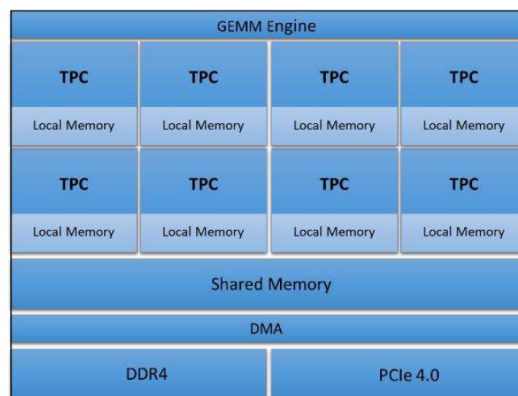 GEMM Engine
TPC TPC TPC TPC
Local Memory Local Memory Local Memory Local Memory
TPC TPC TPC TPC
Local Memory Local Memory Local Memory Local Memory
Shared Memory
DMA
DDR4 PCIe 4.0